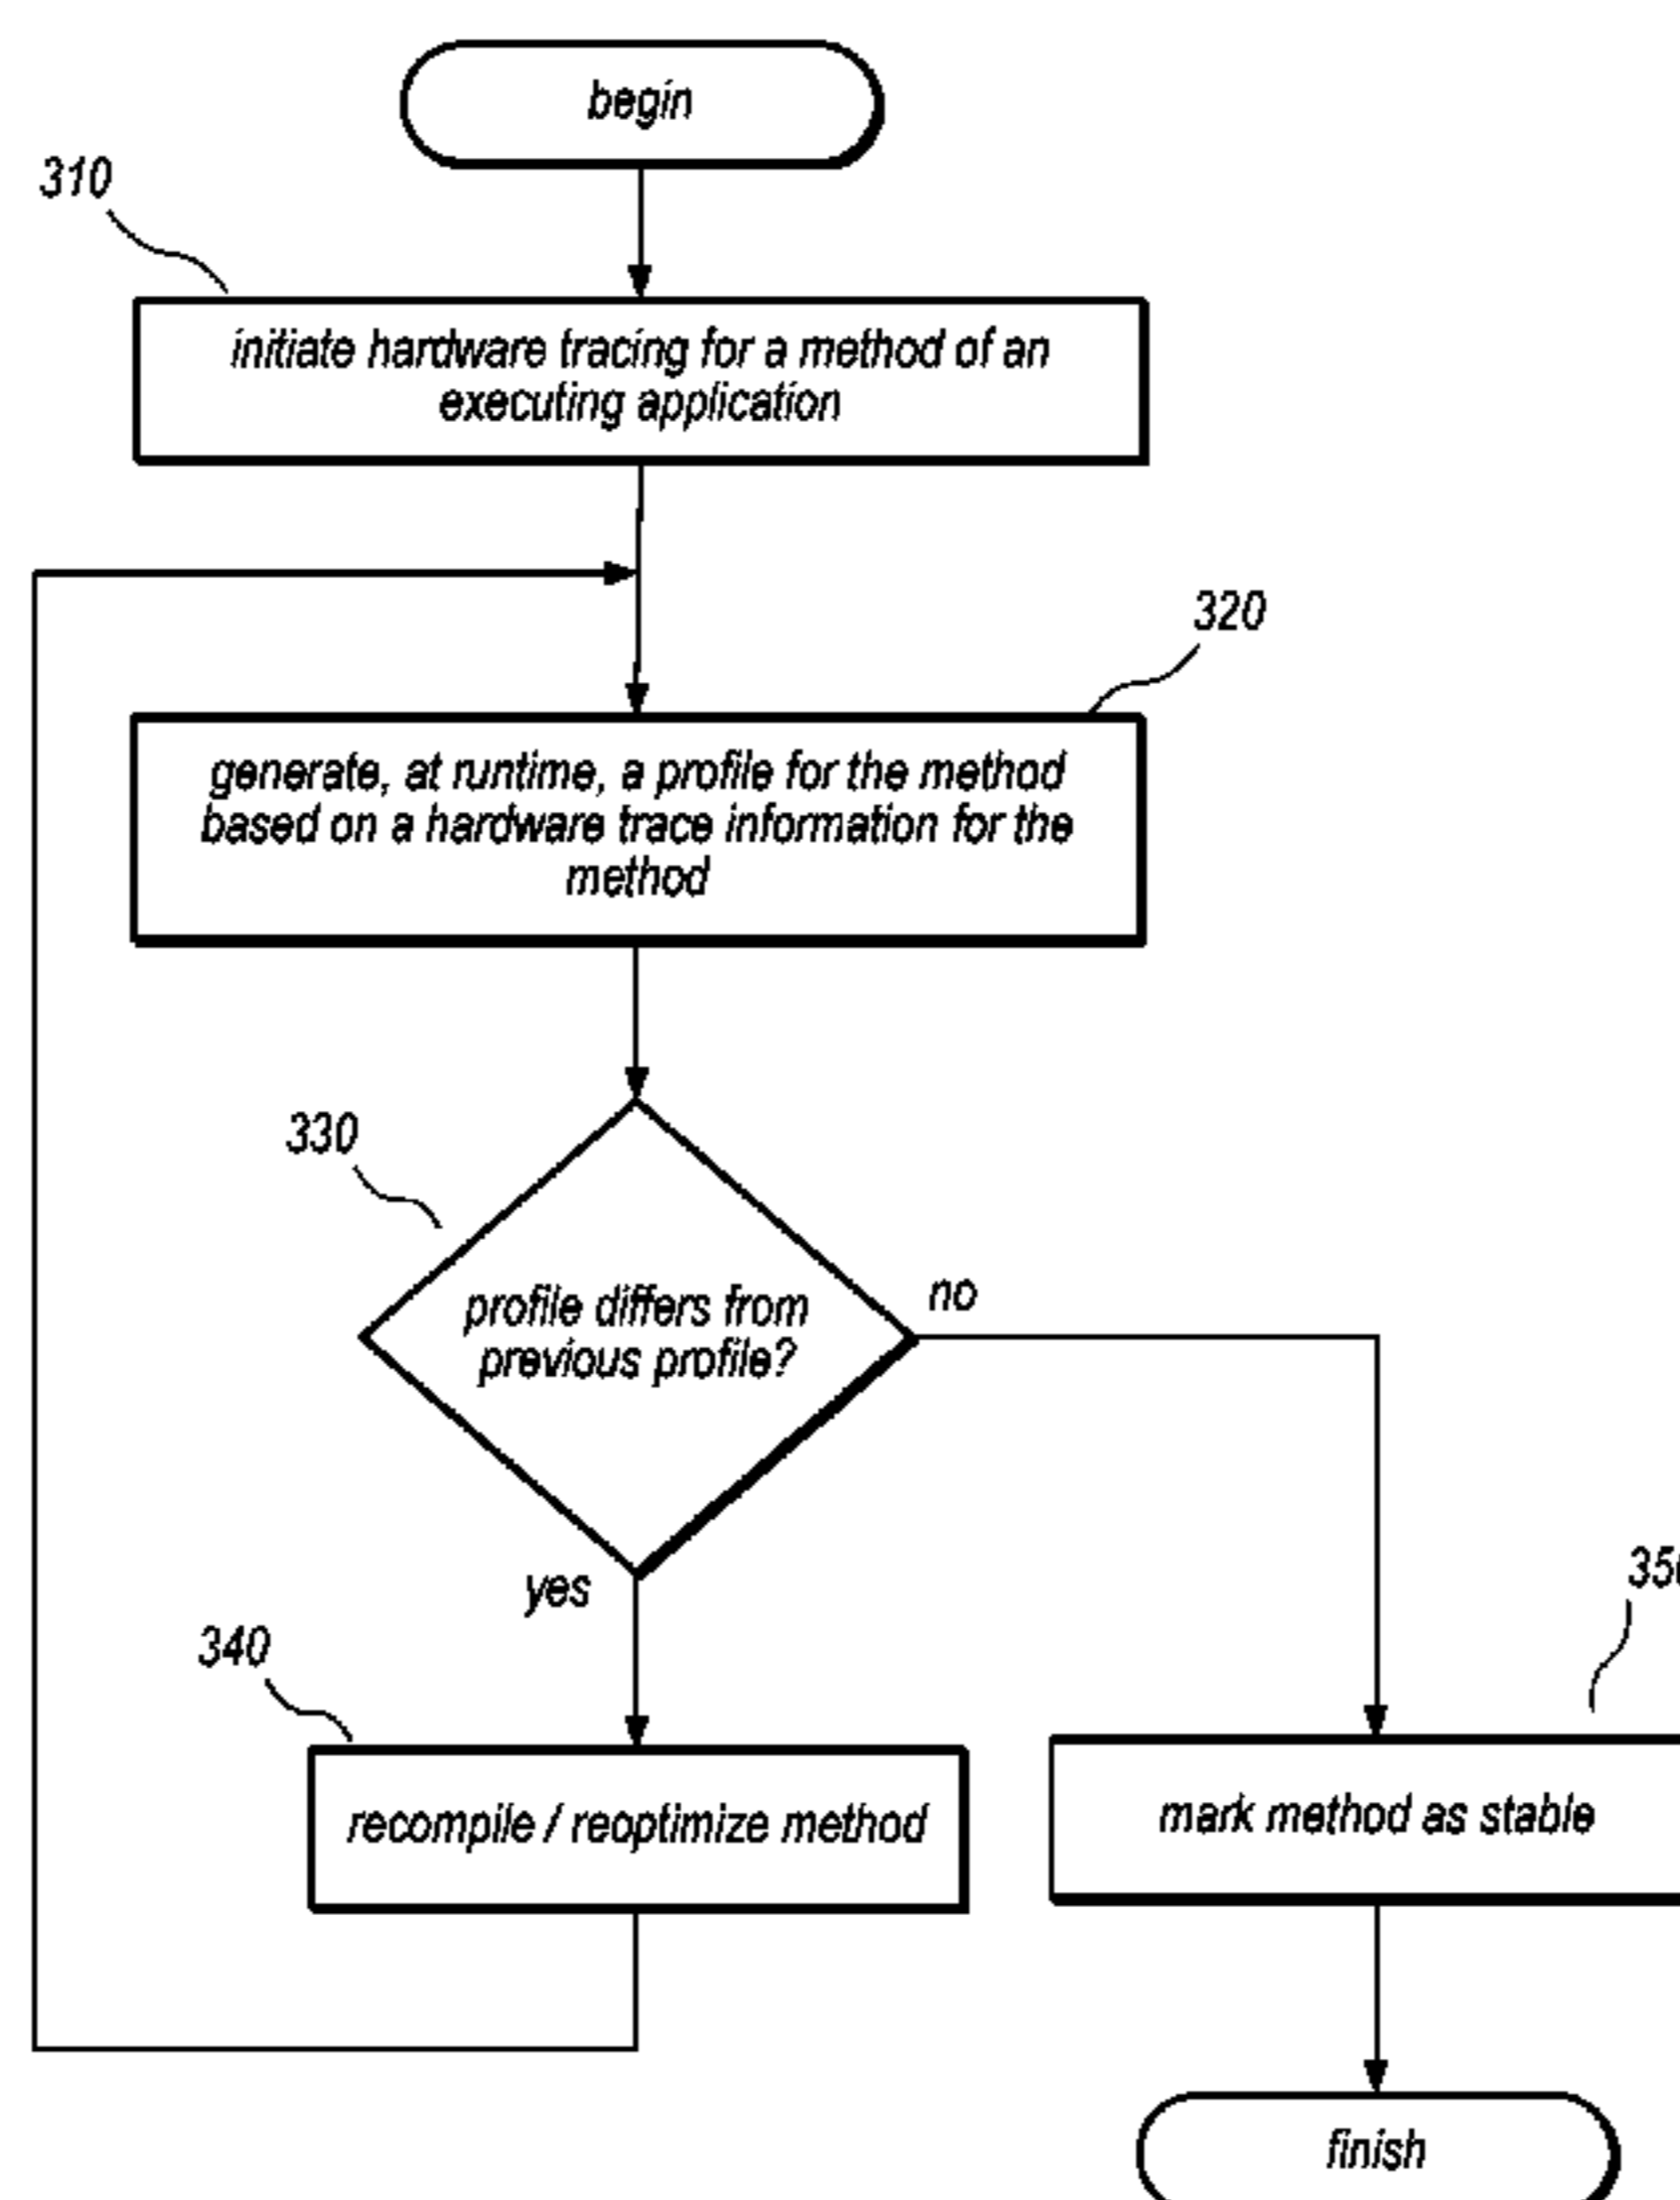 begin
310
initiate hardware tracing for a method of an
executing application
320
generate, at runtime, a profile for the method
based on a hardware trace information for the
method
330
profile differs from
previous profile?
no
yes
350
340
recompile / reoptimize method
mark method as stable
finish